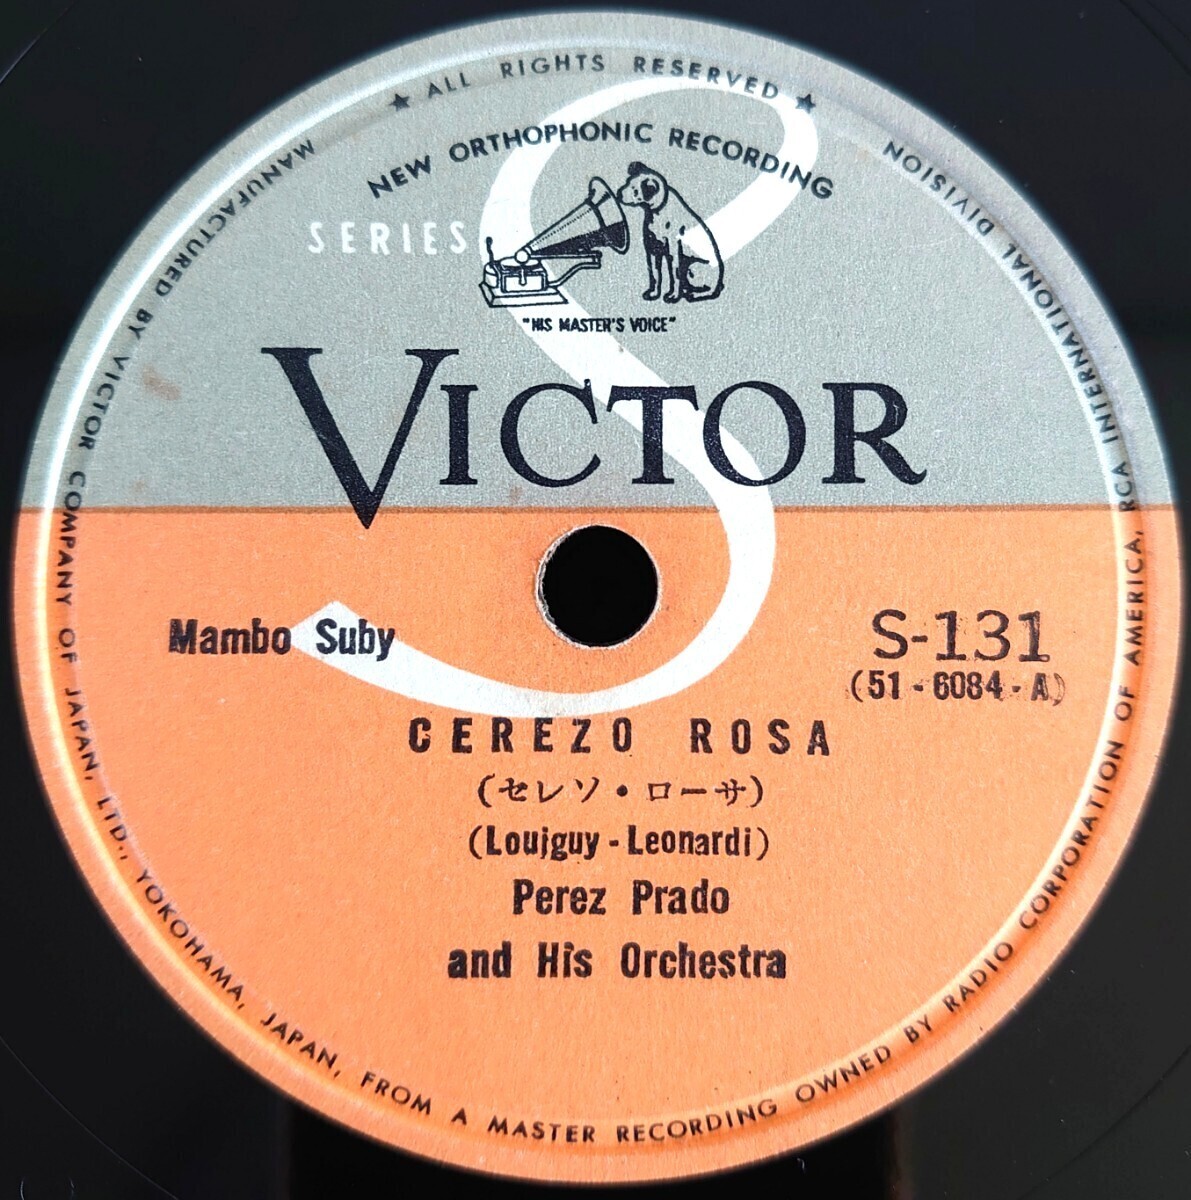 ★ ALL RIGHTS RESERVED ★
NEW ORTHOPHONIC RECORDING
SERIES S
"HIS MASTER'S VOICE"
VICTOR
Mambo Suby
S-131
(51-6084-A)
CEREZO ROSA
(セレソ・ローサ)
(Loujguy-Leonardi)
Perez Prado
and His Orchestra
MANUFACTURED BY VICTOR COMPANY OF JAPAN, LTD., YOKOHAMA, JAPAN, FROM A MASTER RECORDING OWNED BY RADIO CORPORATION OF AMERICA, RCA INTERNATIONAL DIVISION